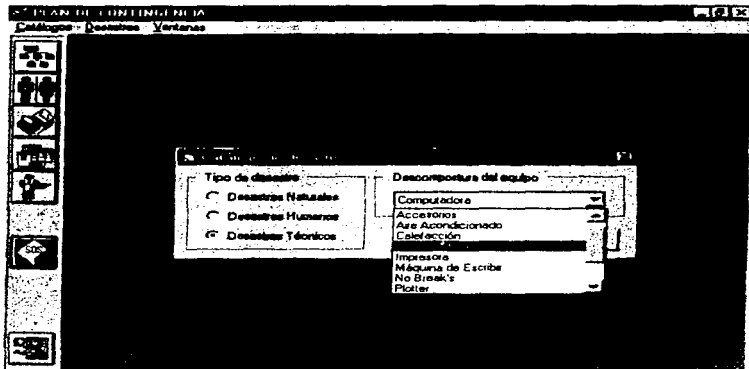 PLAN DE CONTINGENCIA
Catálogos Desastres Ventanas
Tipo de desastre
Desastres Naturales
Desastres Humanos
Desastres Técnicos
Descompostura del equipo
Computadora
Accesorios
Aire Acondicionado
Calefacción
Impresora
Máquina de Escribir
No Break's
Plotter
SOS